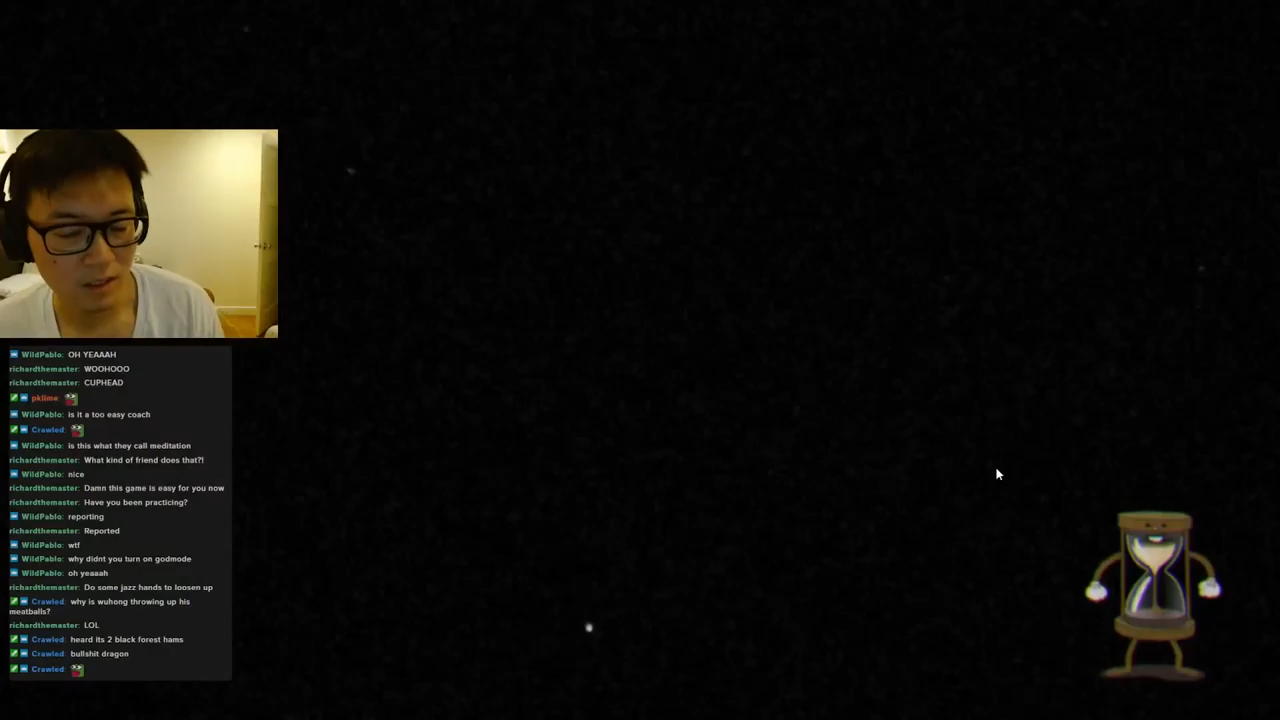 WildPablo: OH YEAAAH
richardthemaster: WOOHOOO
richardthemaster: CUPHEAD
pklime:
WildPablo: is it a too easy coach
Crawled:
WildPablo: is this what they call meditation
richardthemaster: What kind of friend does that?!
WildPablo: nice
richardthemaster: Damn this game is easy for you now
richardthemaster: Have you been practicing?
WildPablo: reporting
richardthemaster: Reported
WildPablo: wtf
WildPablo: why didnt you turn on godmode
WildPablo: oh yeaaah
richardthemaster: Do some jazz hands to loosen up
Crawled: why is wuhong throwing up his
meatballs?
richardthemaster: LOL
Crawled: heard its 2 black forest hams
Crawled: bullshit dragon
Crawled: